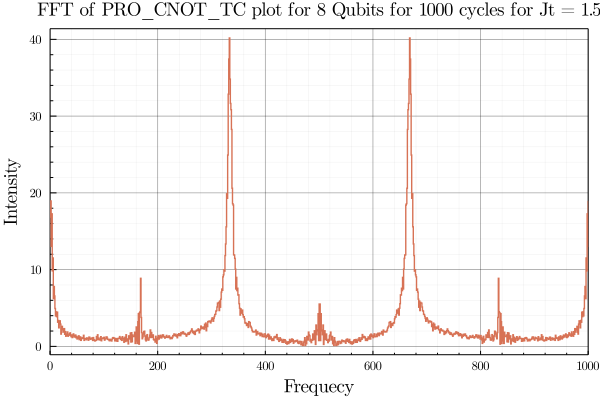 FFT of PRO_CNOT_TC plot for 8 Qubits for 1000 cycles for Jt = 1.5
40
30
20
10
0
Intensity
0 200 400 600 800 1000
Frequecy